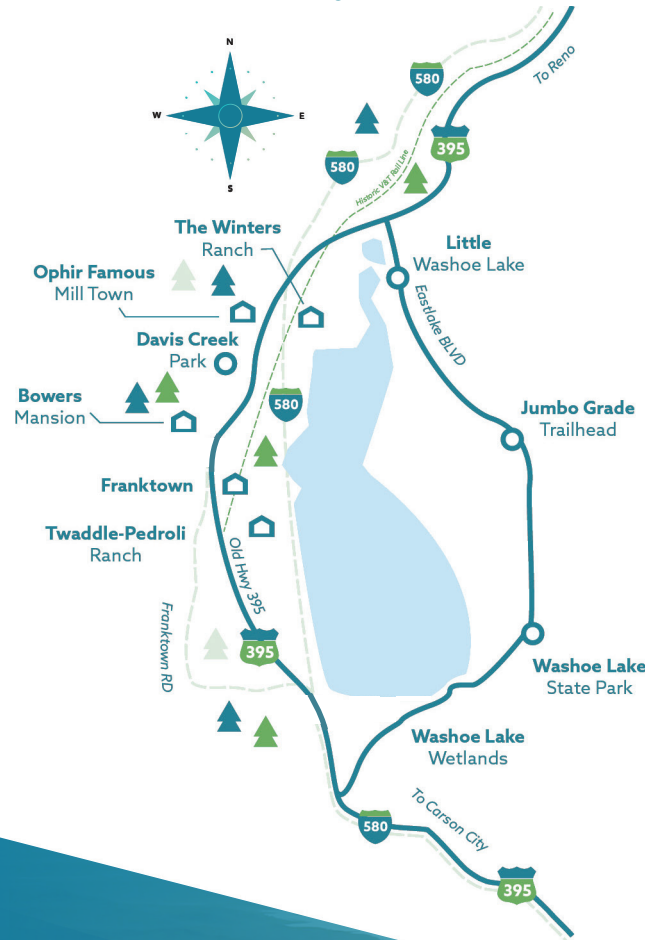 N
W
E
S
To Reno
580
395
580
Historic V&T Roll Line
The Winters
Ranch
Little
Washoe Lake
Ophir Famous
Mill Town
Eastlake BLVD
Davis Creek
Park
Bowers
Mansion
580
Jumbo Grade
Trailhead
Franktown
Twaddle-Pedroli
Ranch
Old Hwy 395
Franktown RD
395
Washoe Lake
State Park
Washoe Lake
Wetlands
To Carson City
580
395